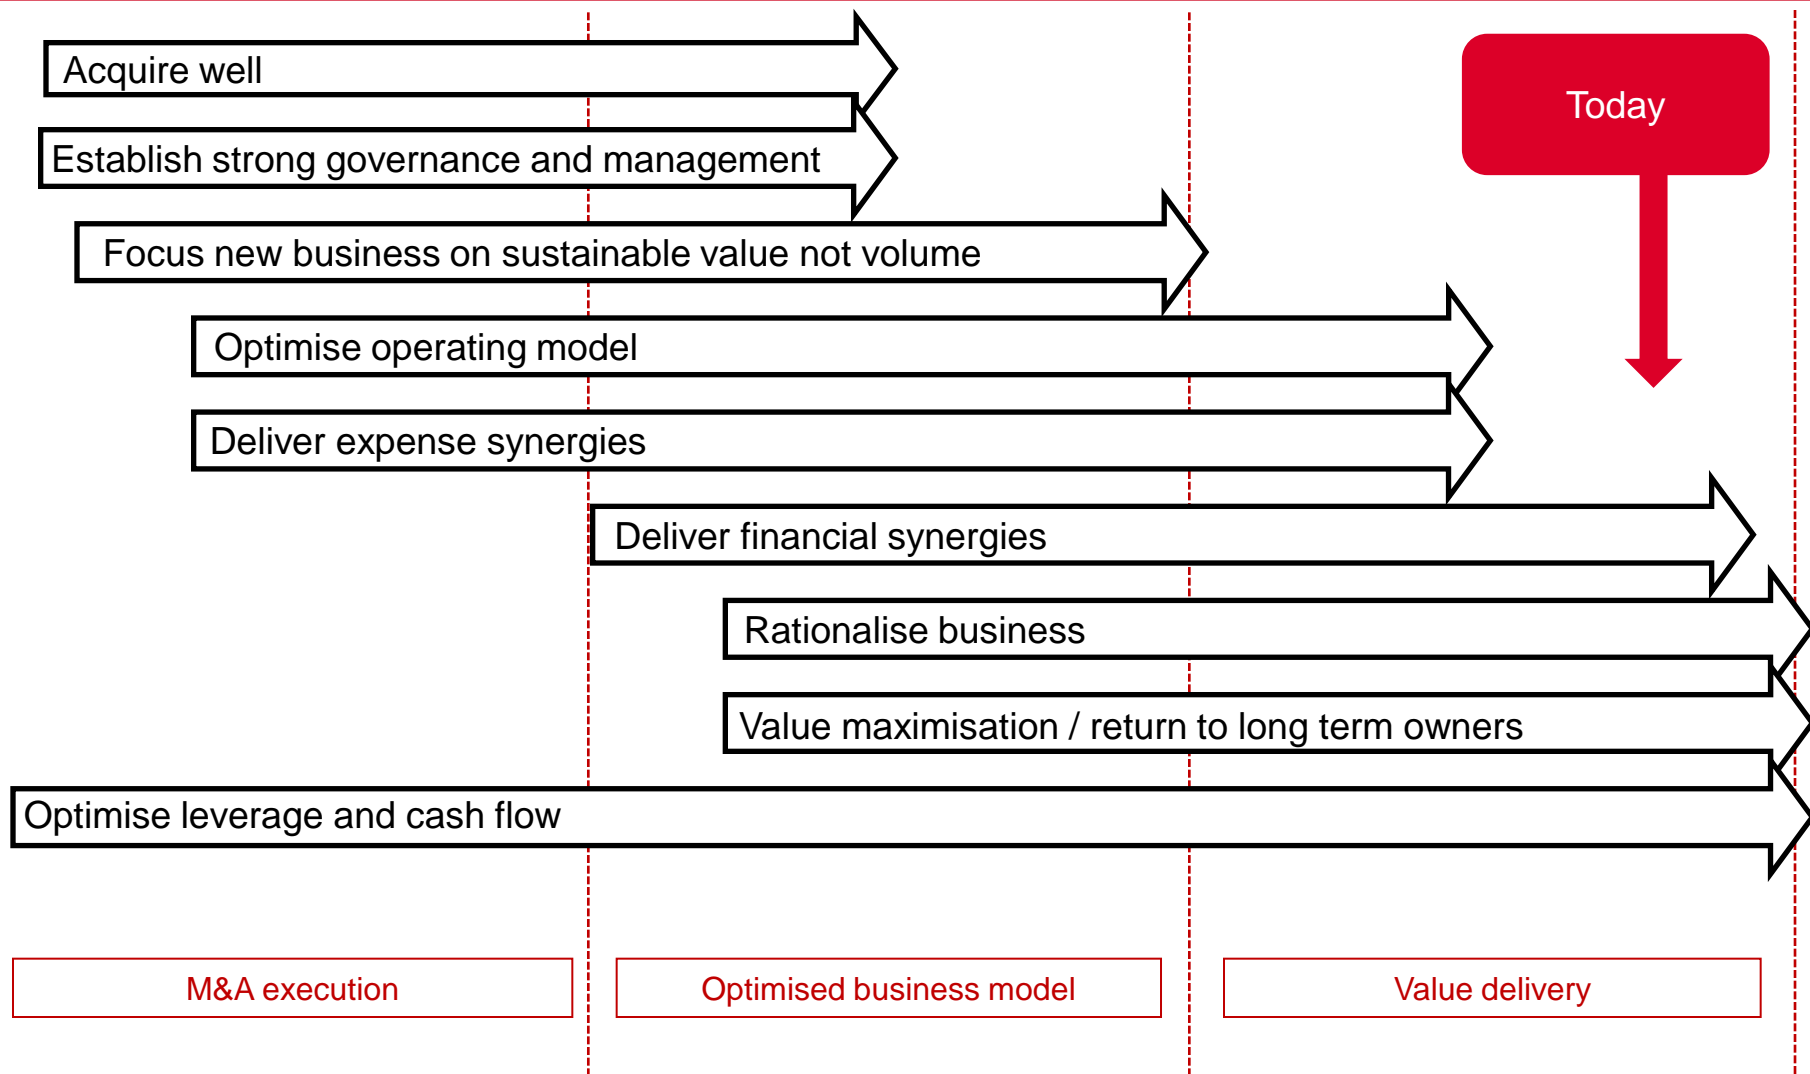 Acquire well
Today
Establish strong governance and management
Focus new business on sustainable value not volume
Optimise operating model
Deliver expense synergies
Deliver financial synergies
Rationalise business
Value maximisation / return to long term owners
Optimise leverage and cash flow
M&A execution
Optimised business model
Value delivery